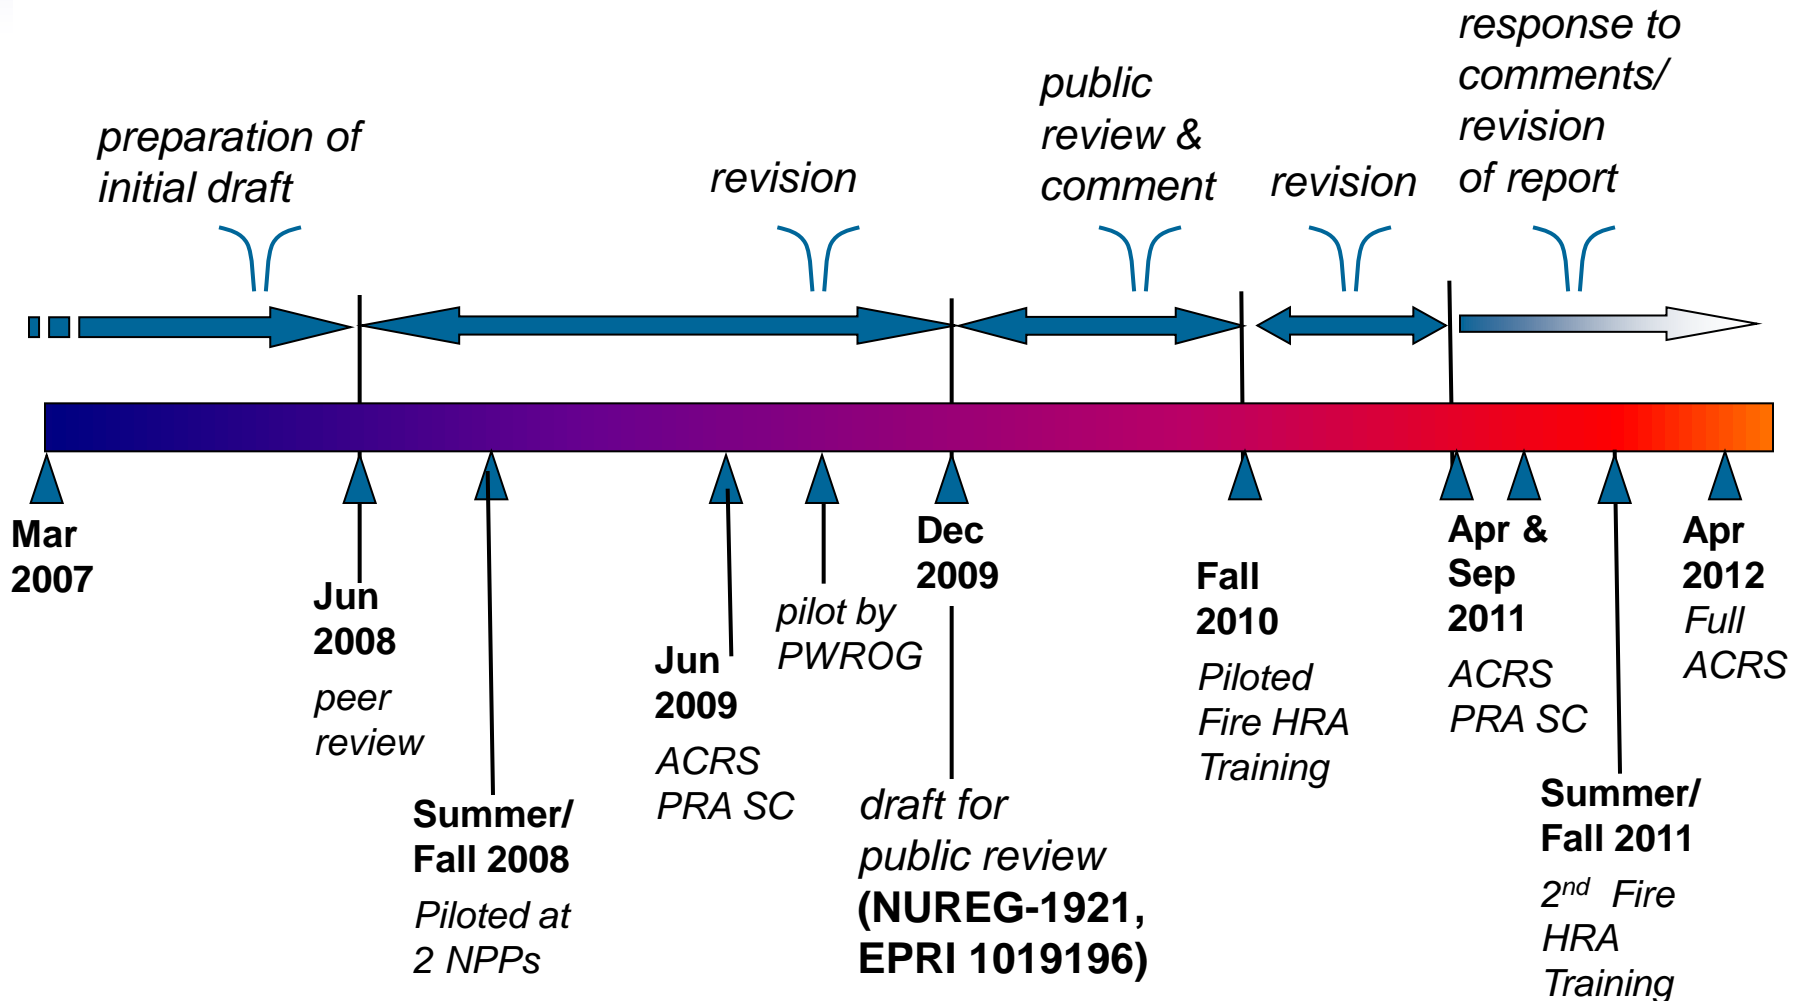 preparation of
initial draft
revision
public
review &
comment
revision
response to
comments/
revision
of report
Mar
2007
Jun
2008
peer
review
Summer/
Fall 2008
Piloted at
2 NPPs
Jun
2009
ACRS
PRA SC
pilot by
PWROG
Dec
2009
draft for
public review
(NUREG-1921,
EPRI 1019196)
Fall
2010
Piloted
Fire HRA
Training
Apr &
Sep
2011
ACRS
PRA SC
Summer/
Fall 2011
2nd Fire
HRA
Training
Apr
2012
Full
ACRS